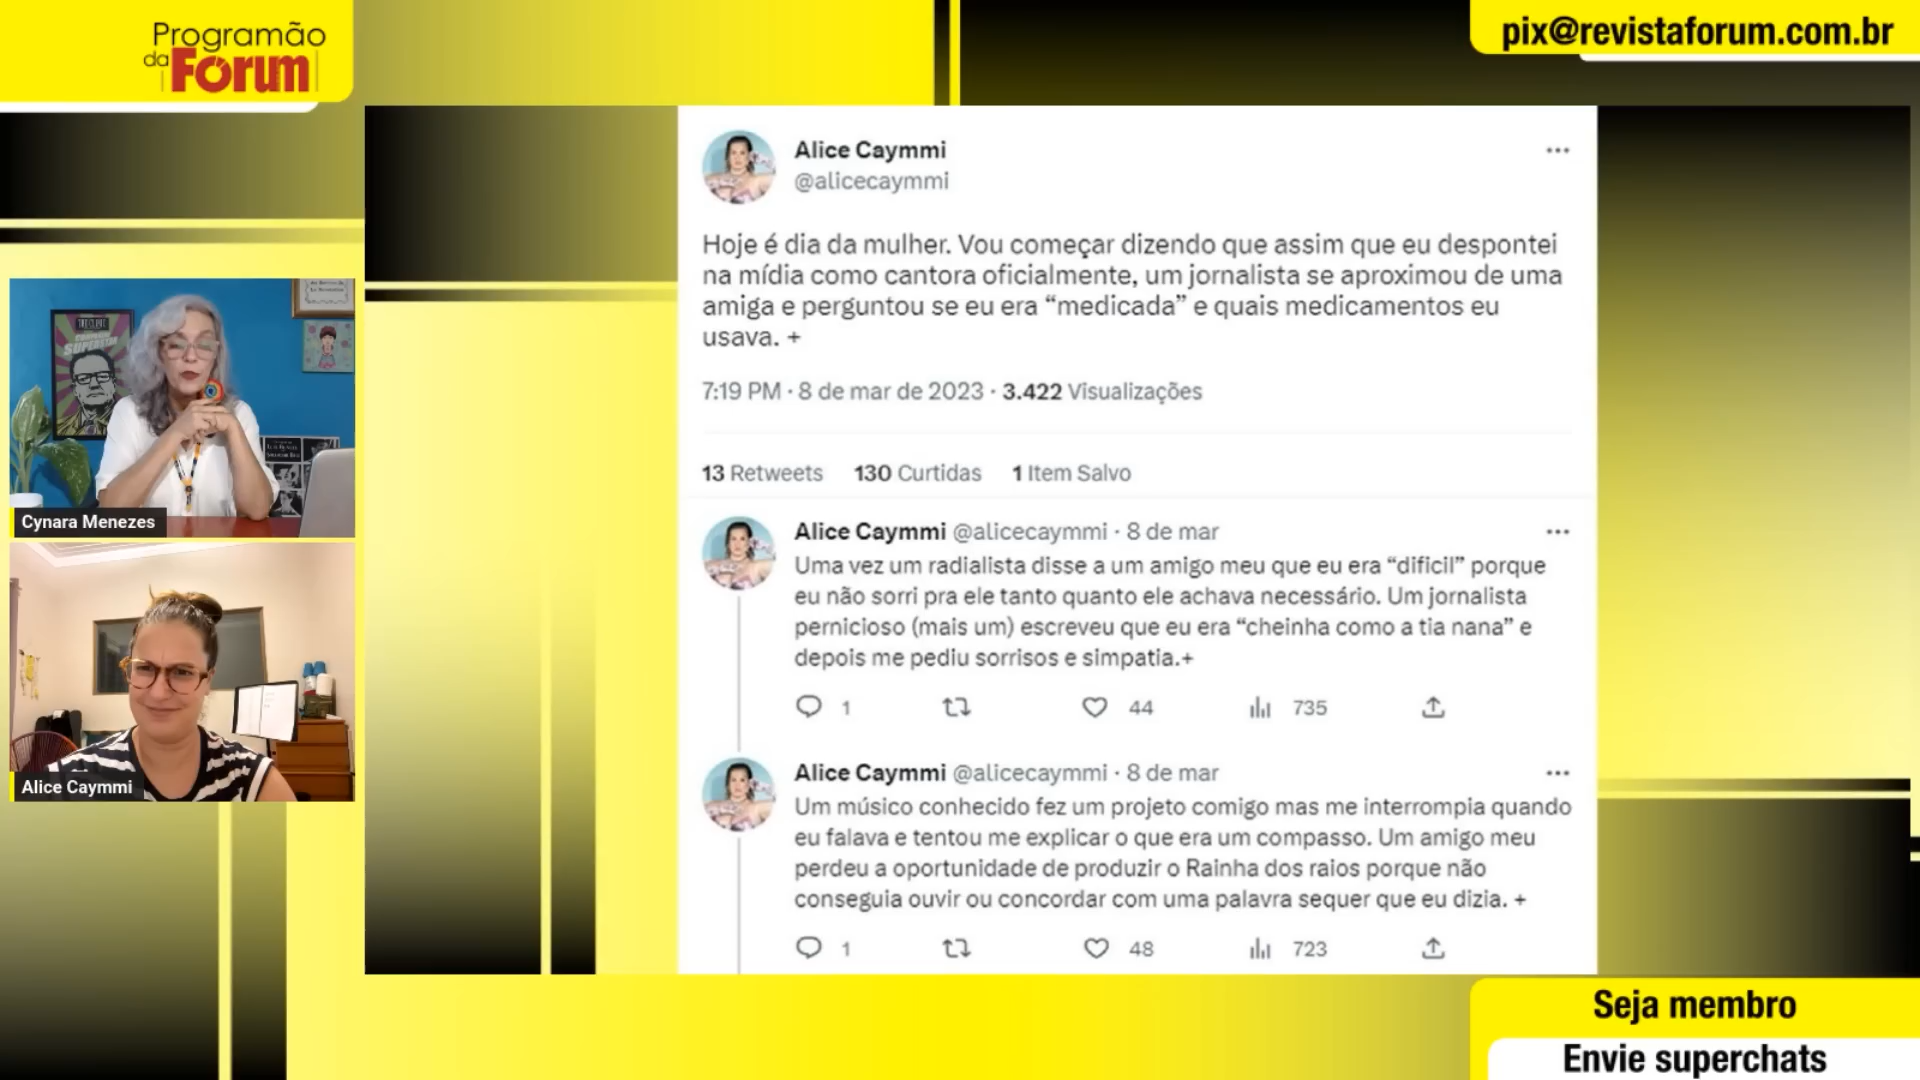 Programão
da Fórum
pix@revistaforum.com.br
Alice Caymmi
@alicecaymmi
Hoje é dia da mulher. Vou começar dizendo que assim que eu despontei
na mídia como cantora oficialmente, um jornalista se aproximou de uma
amiga e perguntou se eu era “medicada” e quais medicamentos eu
usava. +
7:19 PM · 8 de mar de 2023 · 3.422 Visualizações
13 Retweets 130 Curtidas 1 Item Salvo
Alice Caymmi @alicecaymmi · 8 de mar
Uma vez um radialista disse a um amigo meu que eu era “dificil” porque
eu não sorri pra ele tanto quanto ele achava necessário. Um jornalista
pernicioso (mais um) escreveu que eu era “cheinha como a tia nana” e
depois me pediu sorrisos e simpatia.+
1 44 735
Alice Caymmi @alicecaymmi · 8 de mar
Um músico conhecido fez um projeto comigo mas me interrompia quando
eu falava e tentou me explicar o que era um compasso. Um amigo meu
perdeu a oportunidade de produzir o Rainha dos raios porque não
conseguia ouvir ou concordar com uma palavra sequer que eu dizia. +
1 48 723
SUPERSTAR
Cynara Menezes
Alice Caymmi
Seja membro
Envie superchats